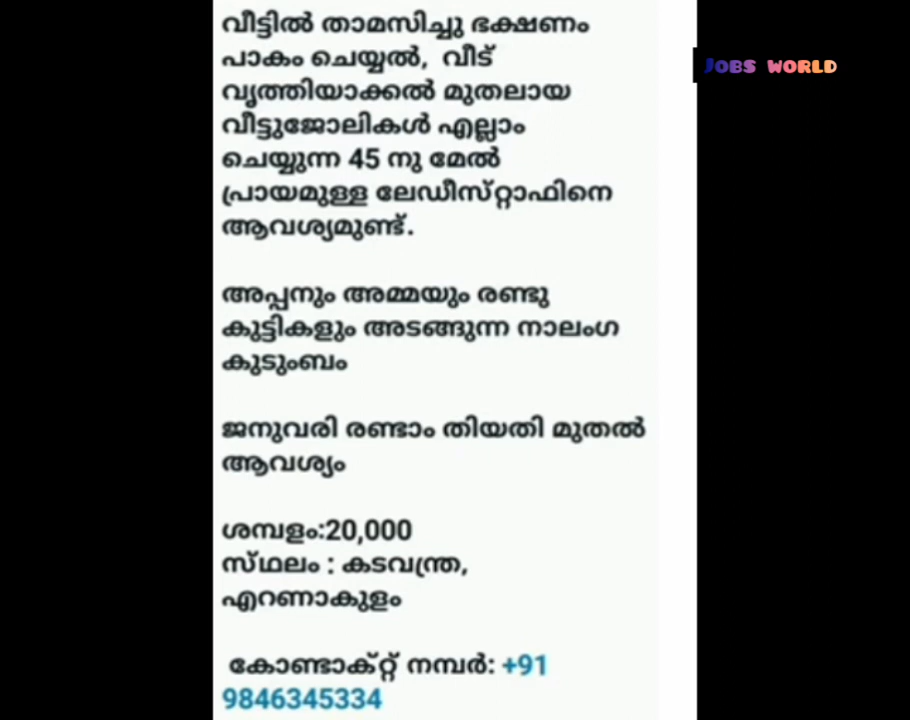 വീട്ടിൽ താമസിച്ചു ഭക്ഷണം
പാകം ചെയ്യൽ, വീട്
വൃത്തിയാക്കൽ മുതലായ
വീട്ടുജോലികൾ എല്ലാം
ചെയ്യുന്ന 45 നു മേൽ
പ്രായമുള്ള ലേഡീസ്റ്റാഫിനെ
ആവശ്യമുണ്ട്.
അപ്പനും അമ്മയും രണ്ടു
കുട്ടികളും അടങ്ങുന്ന നാലംഗ
കുടുംബം
ജനുവരി രണ്ടാം തിയതി മുതൽ
ആവശ്യം
ശമ്പളം:20,000
സ്ഥലം : കടവന്ത്ര,
എറണാകുളം
കോണ്ടാക്റ്റ് നമ്പർ: +91
9846345334
JOBS WORLD